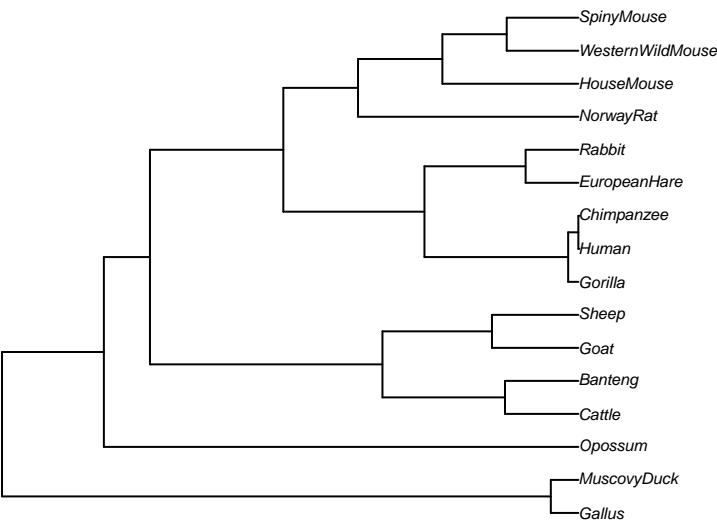 SpinyMouse
WesternWildMouse
HouseMouse
NorwayRat
Rabbit
EuropeanHare
Chimpanzee
Human
Gorilla
Sheep
Goat
Banteng
Cattle
Opossum
MuscovyDuck
Gallus